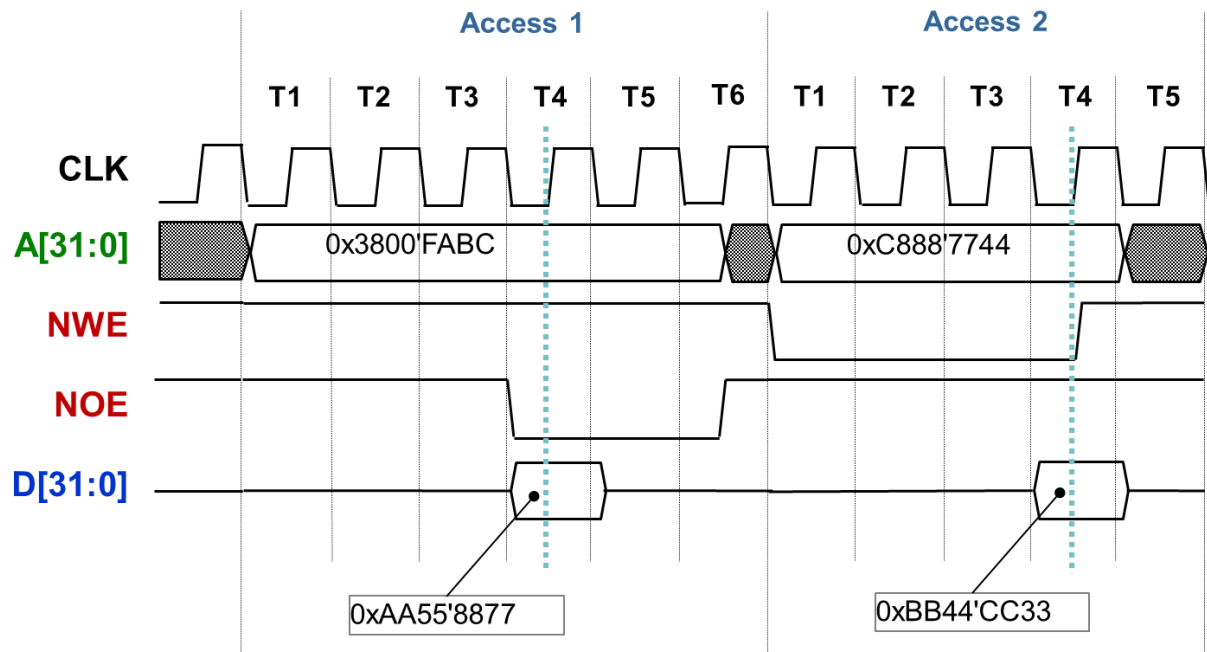 Access 1 Access 2
T1 T2 T3 T4 T5 T6 T1 T2 T3 T4 T5
CLK
A[31:0] 0x3800'FABC 0xC888'7744
NWE
NOE
D[31:0]
0xAA55'8877 0xBB44'CC33